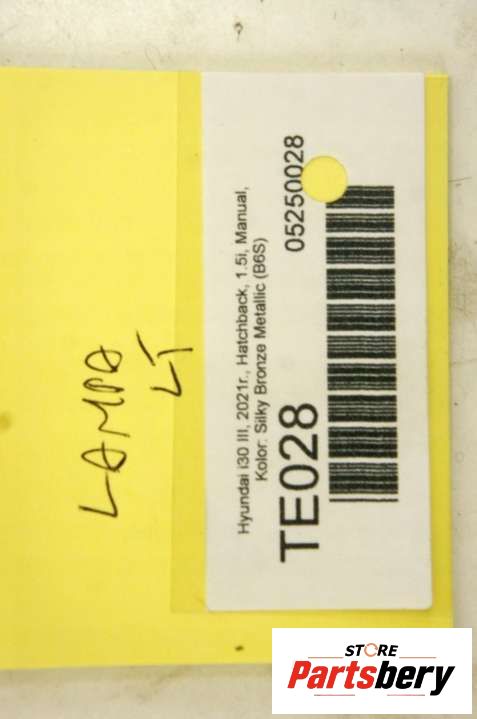 LAMPA
LT
Hyundai i30 III, 2021r., Hatchback, 1.5i, Manual,
Kolor: Silky Bronze Metallic (B6S)
TE028
05250028
STORE
Partsbery